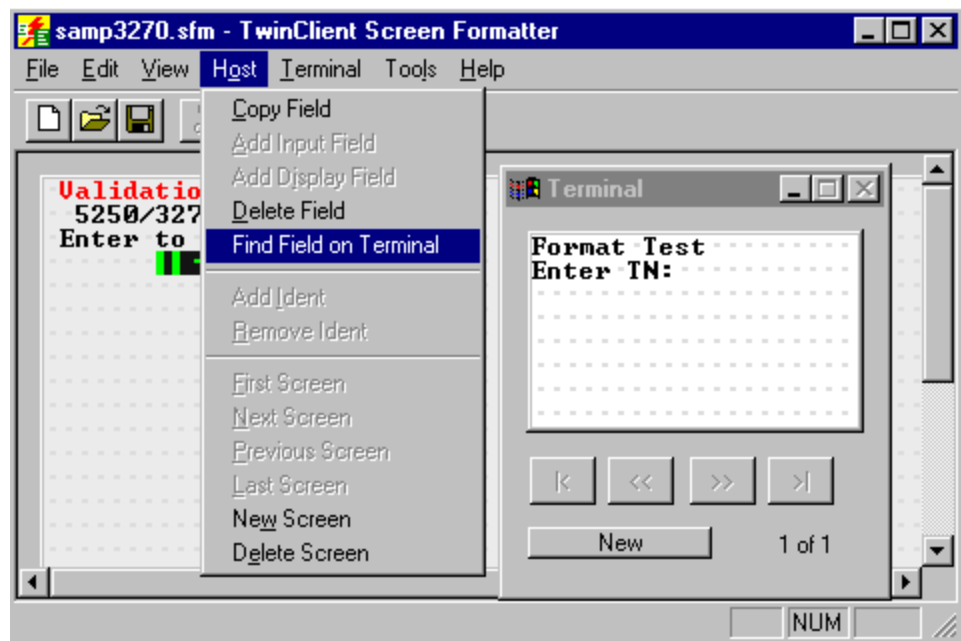 samp3270.sfm - TwinClient Screen Formatter
File Edit View Host Terminal Tools Help
Copy Field
Add Input Field
Add Display Field
Delete Field
Find Field on Terminal
Add Ident
Remove Ident
First Screen
Next Screen
Previous Screen
Last Screen
New Screen
Delete Screen
Validatio
5250/327
Enter to
Terminal
Format Test
Enter TN:
|< << >> >|
New 1 of 1
NUM